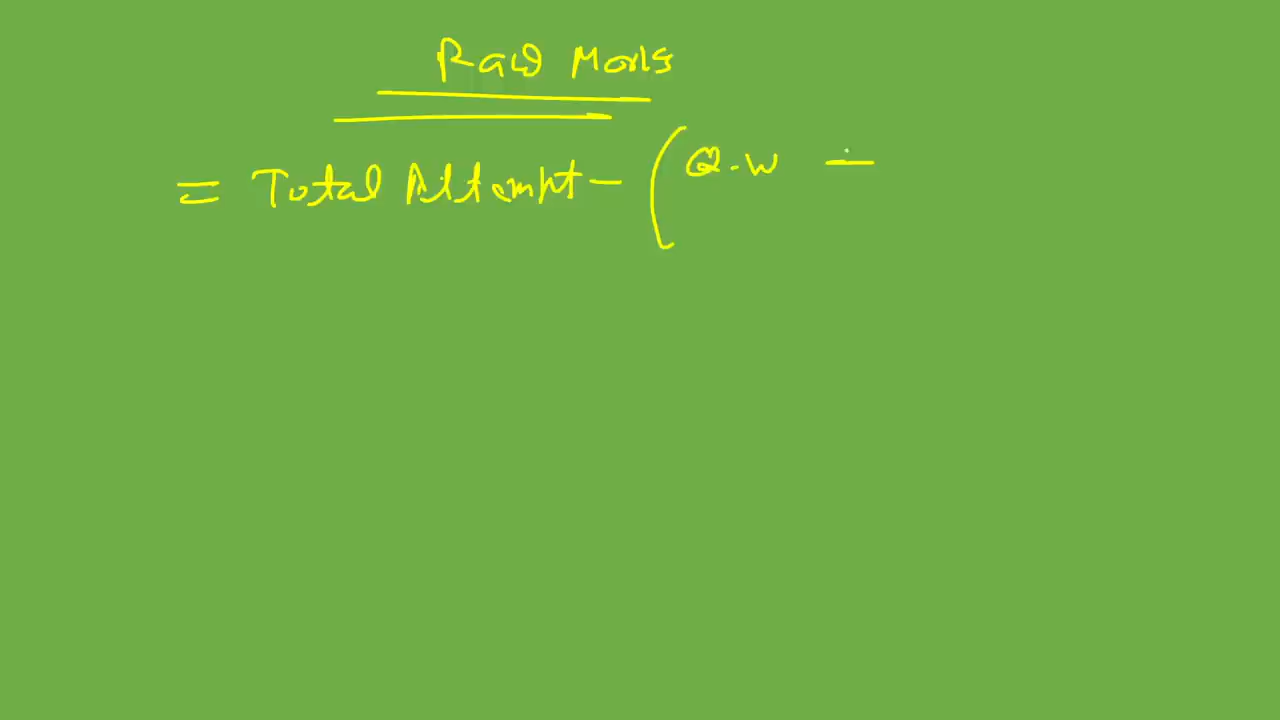 Raw Marks
= Total Attempt - (Q.W ÷